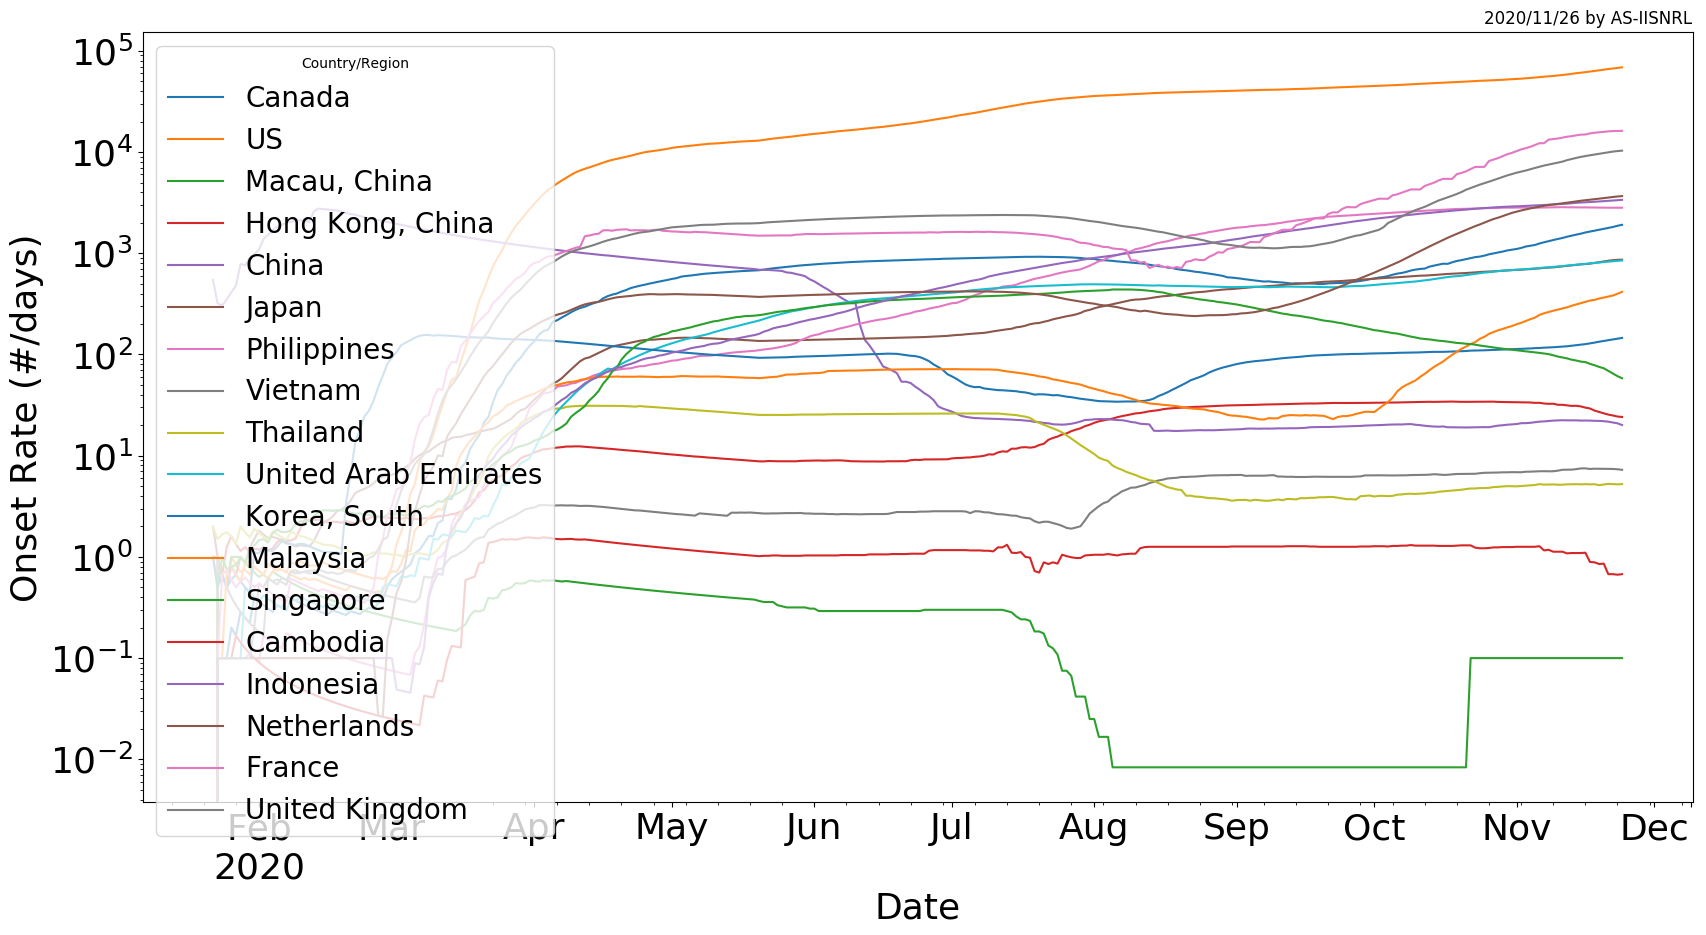 2020/11/26 by AS-IISNRL
Country/Region
Canada
US
Macau, China
Hong Kong, China
China
Japan
Philippines
Vietnam
Thailand
United Arab Emirates
Korea, South
Malaysia
Singapore
Cambodia
Indonesia
Netherlands
France
United Kingdom
10^5
10^4
10^3
10^2
10^1
10^0
10^-1
10^-2
Onset Rate (#/days)
Feb Mar Apr May Jun Jul Aug Sep Oct Nov Dec
2020
Date